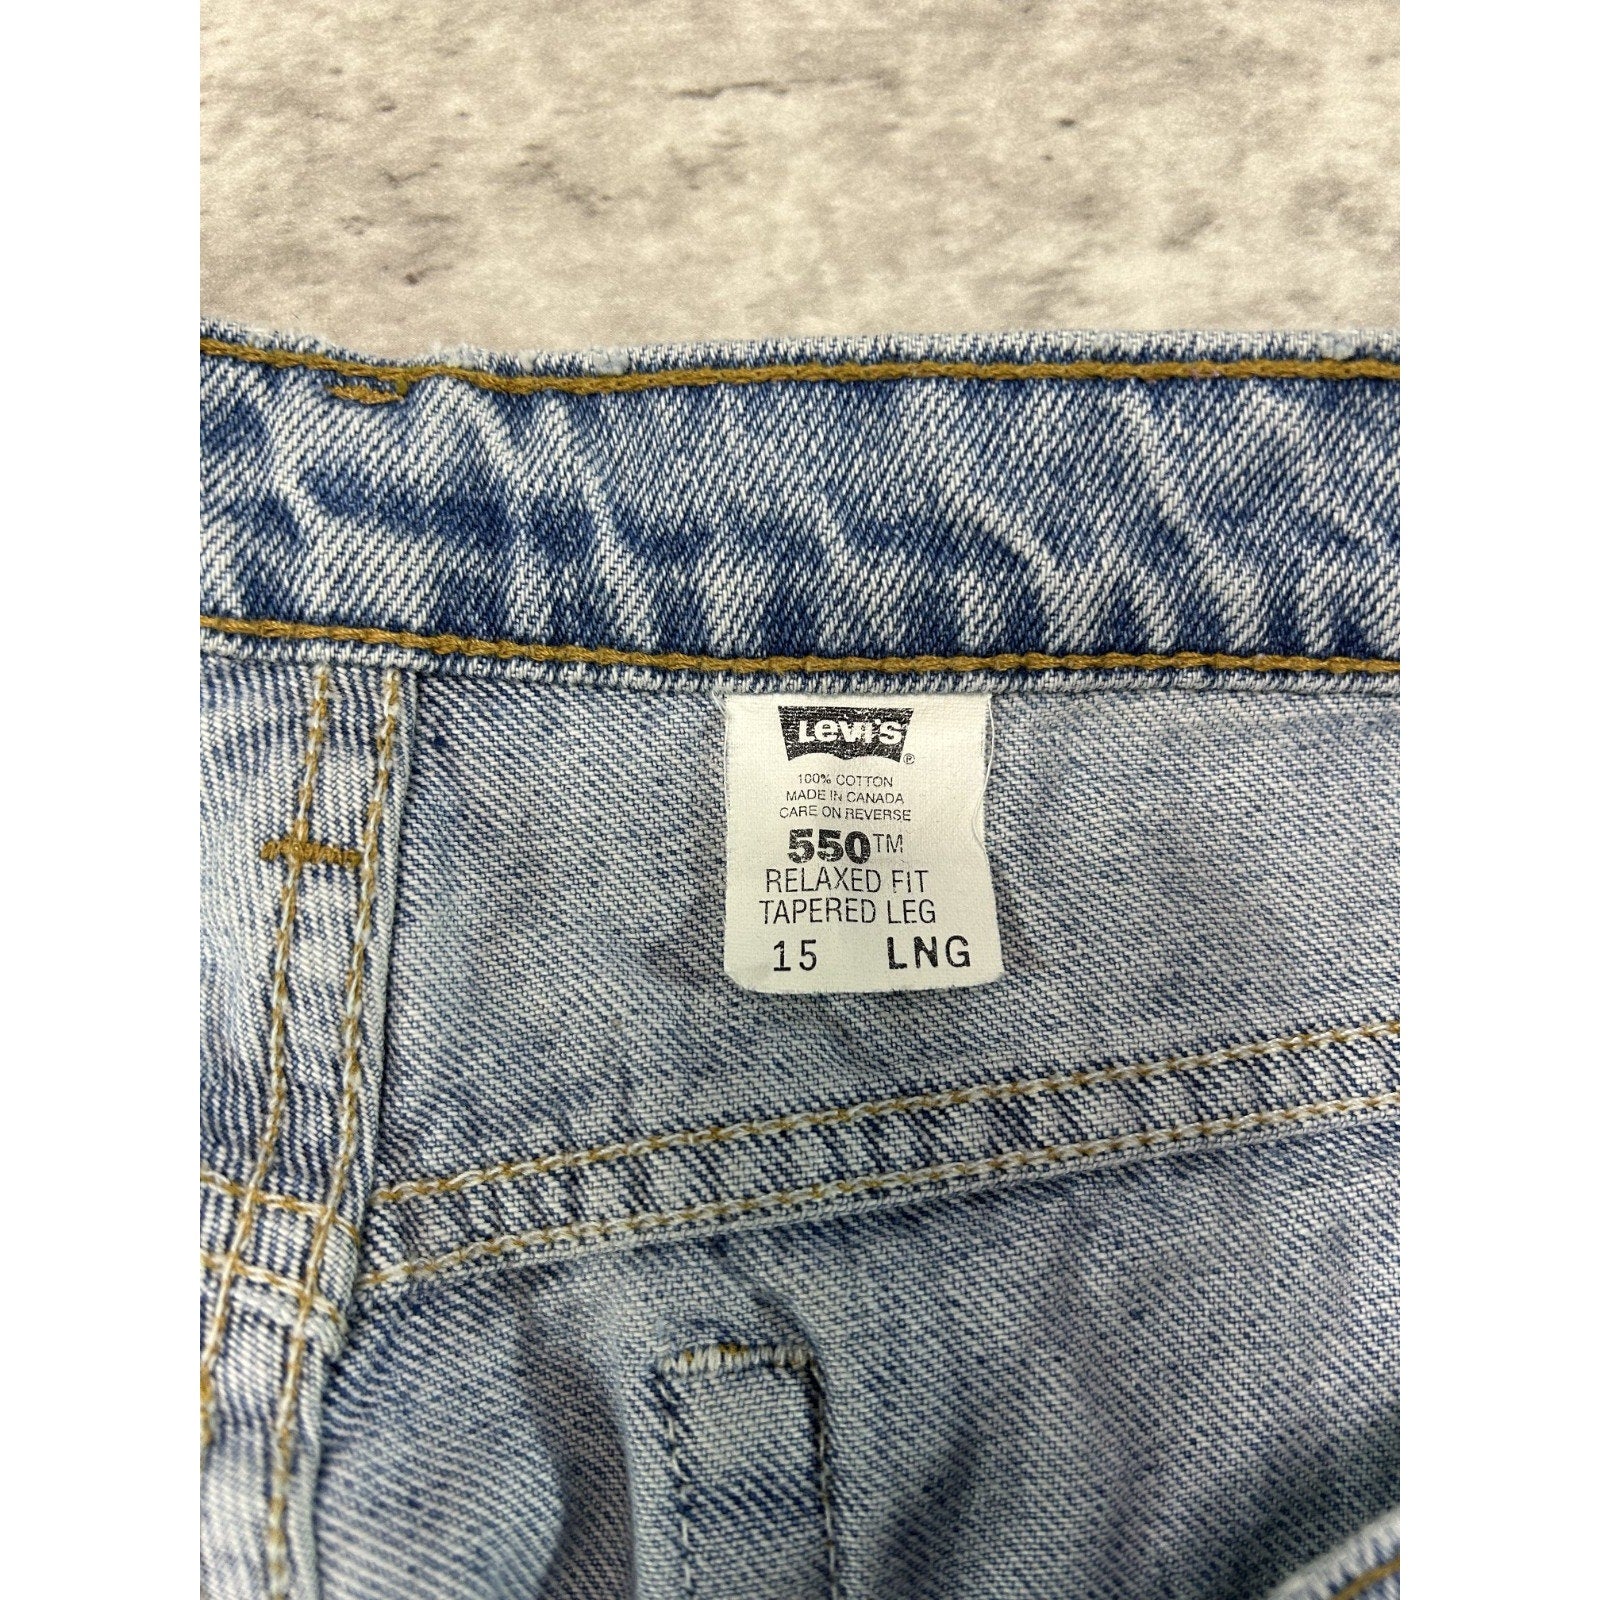 Levi's ®
100% COTTON
MADE IN CANADA
CARE ON REVERSE
550™
RELAXED FIT
TAPERED LEG
15 LNG